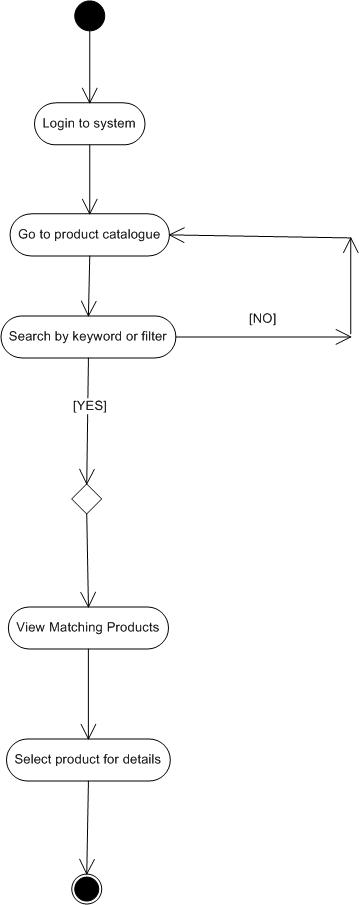 Login to system
Go to product catalogue
Search by keyword or filter
[NO]
[YES]
View Matching Products
Select product for details